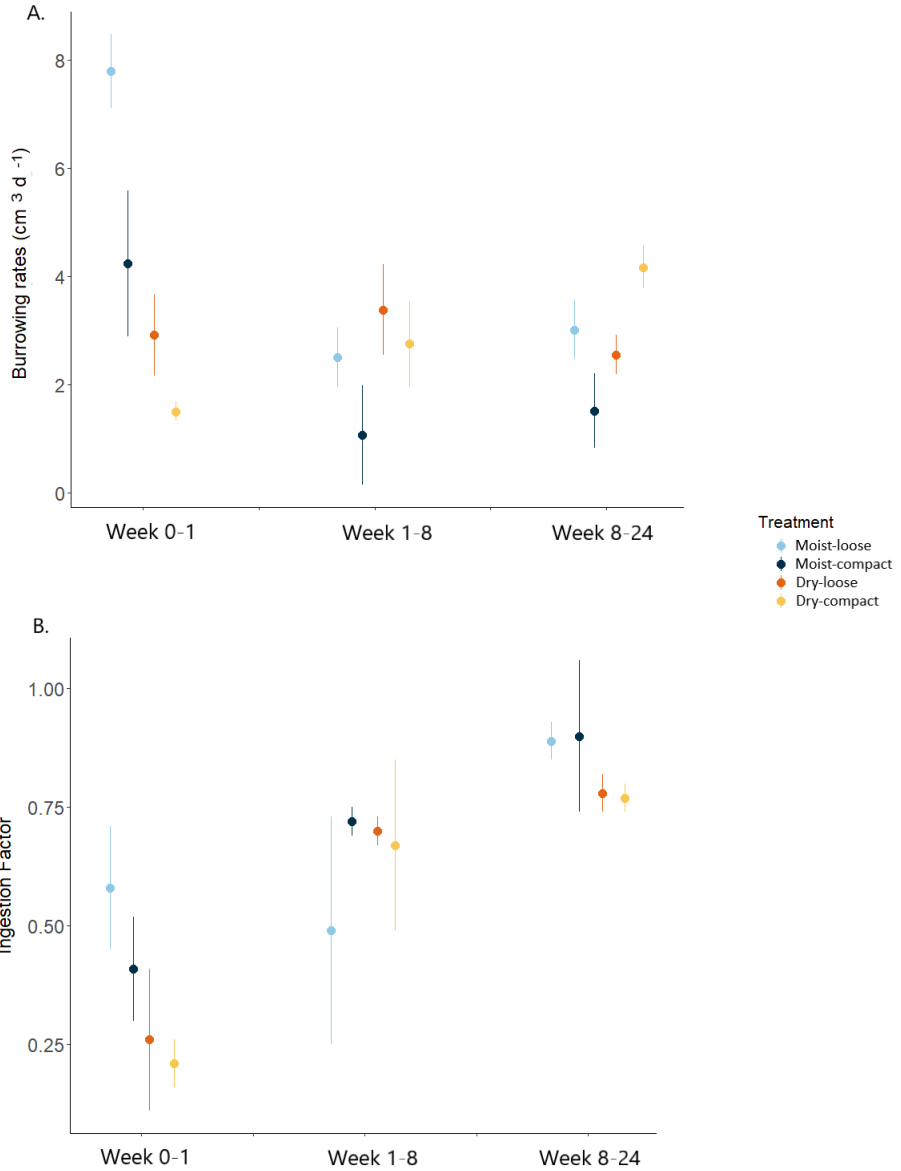 A.
8
6
4
2
0
Burrowing rates (cm 3 d -1)
Week 0-1 Week 1-8 Week 8-24
Treatment
Moist-loose
Moist-compact
Dry-loose
Dry-compact
B.
1.00
0.75
0.50
0.25
Ingestion Factor
Week 0-1 Week 1-8 Week 8-24